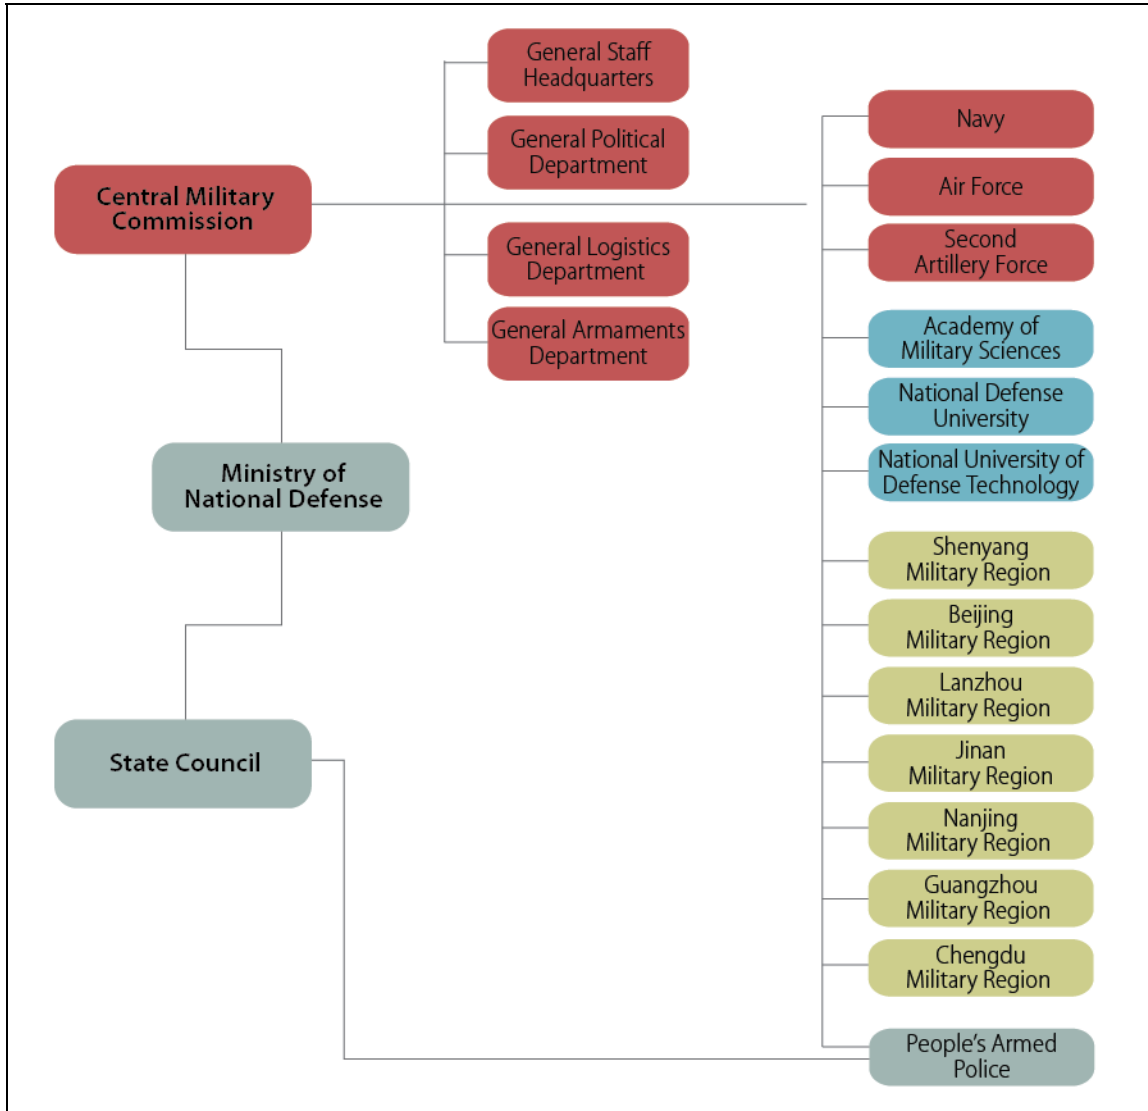 General Staff
Headquarters
General Political
Department
Central Military
Commission
General Logistics
Department
General Armaments
Department
Ministry of
National Defense
State Council
Navy
Air Force
Second
Artillery Force
Academy of
Military Sciences
National Defense
University
National University of
Defense Technology
Shenyang
Military Region
Beijing
Military Region
Lanzhou
Military Region
Jinan
Military Region
Nanjing
Military Region
Guangzhou
Military Region
Chengdu
Military Region
People’s Armed
Police